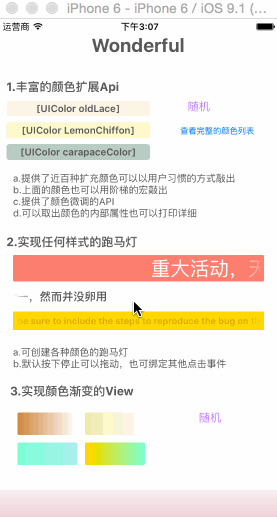 iPhone 6 - iPhone 6 / iOS 9.1 (...
运营商 下午3:07
Wonderful
1.丰富的颜色扩展Api
[UIColor oldLace]
随机
[UIColor LemonChiffon]
查看完整的颜色列表
[UIColor carapaceColor]
a.提供了近百种扩充颜色可以以用户习惯的方式敲出
b.上面的颜色也可以用阶梯的宏敲出
c.提供了颜色微调的API
d.可以取出颜色的内部属性也可以打印详细
2.实现任何样式的跑马灯
重大活动，天
一，然而并没卵用
be sure to include the steps to reproduce the bug on th
a.可创建各种颜色的跑马灯
b.默认按下停止可以拖动，也可绑定其他点击事件
3.实现颜色渐变的View
随机